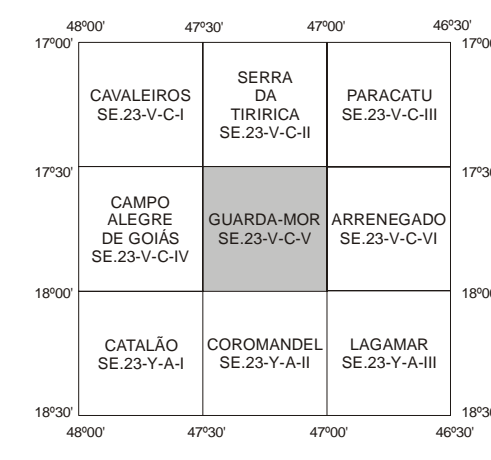 48º00' 47º30' 47º00' 46º30'
17º00' 17º00
CAVALEIROS
SE.23-V-C-I
SERRA
DA
TIRIRICA
SE.23-V-C-II
PARACATU
SE.23-V-C-III
17º30' 17º30
CAMPO
ALEGRE
DE GOIÁS
SE.23-V-C-IV
GUARDA-MOR
SE.23-V-C-V
ARRENEGADO
SE.23-V-C-VI
18º00' 18º00
CATALÃO
SE.23-Y-A-I
COROMANDEL
SE.23-Y-A-II
LAGAMAR
SE.23-Y-A-III
18º30' 18º30
48º00' 47º30' 47º00' 46º30'